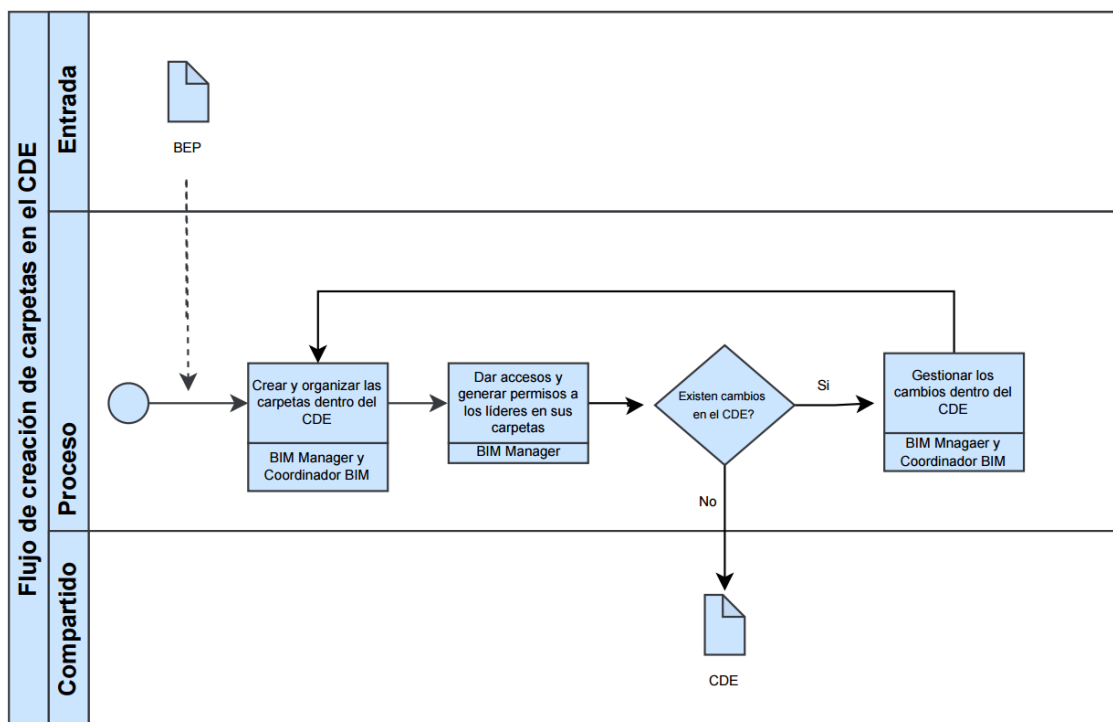 Flujo de creación de carpetas en el CDE
Entrada
BEP
Proceso
Crear y organizar las
carpetas dentro del
CDE
BIM Manager y
Coordinador BIM
Dar accesos y
generar permisos a
los líderes en sus
carpetas
BIM Manager
Existen cambios
en el CDE?
Si
No
Gestionar los
cambios dentro del
CDE
BIM Mnagaer y
Coordinador BIM
Compartido
CDE